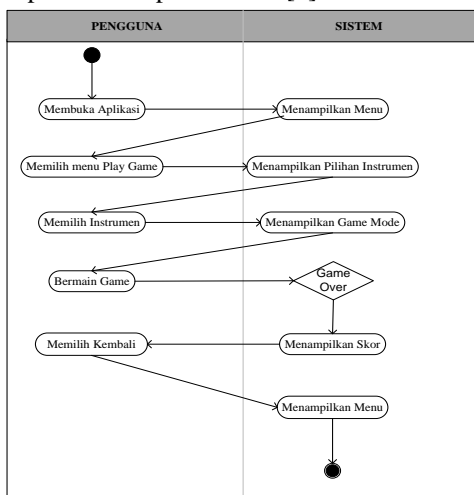 PENGGUNA SISTEM
Membuka Aplikasi Menampilkan Menu
Memilih menu Play Game Menampilkan Pilihan Instrumen
Memilih Instrumen Menampilkan Game Mode
Bermain Game
Game
Over
Memilih Kembali Menampilkan Skor
Menampilkan Menu